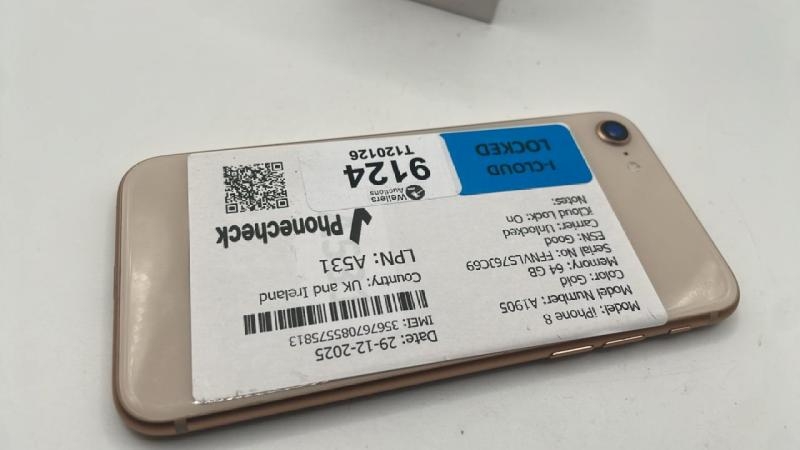 Model: iPhone 8
Model Number: A1905
Color: Gold
Memory: 64 GB
Serial No: FFNVL5763C69
ESN: Good
Carrier: Unlocked
iCloud Lock: On
Notes:
Date: 29-12-2025
IMEI: 356767085575813
Country: UK and Ireland
LPN: A531
Phonecheck
I-CLOUD
LOCKED
Wailers
Auctions
9124
T120126